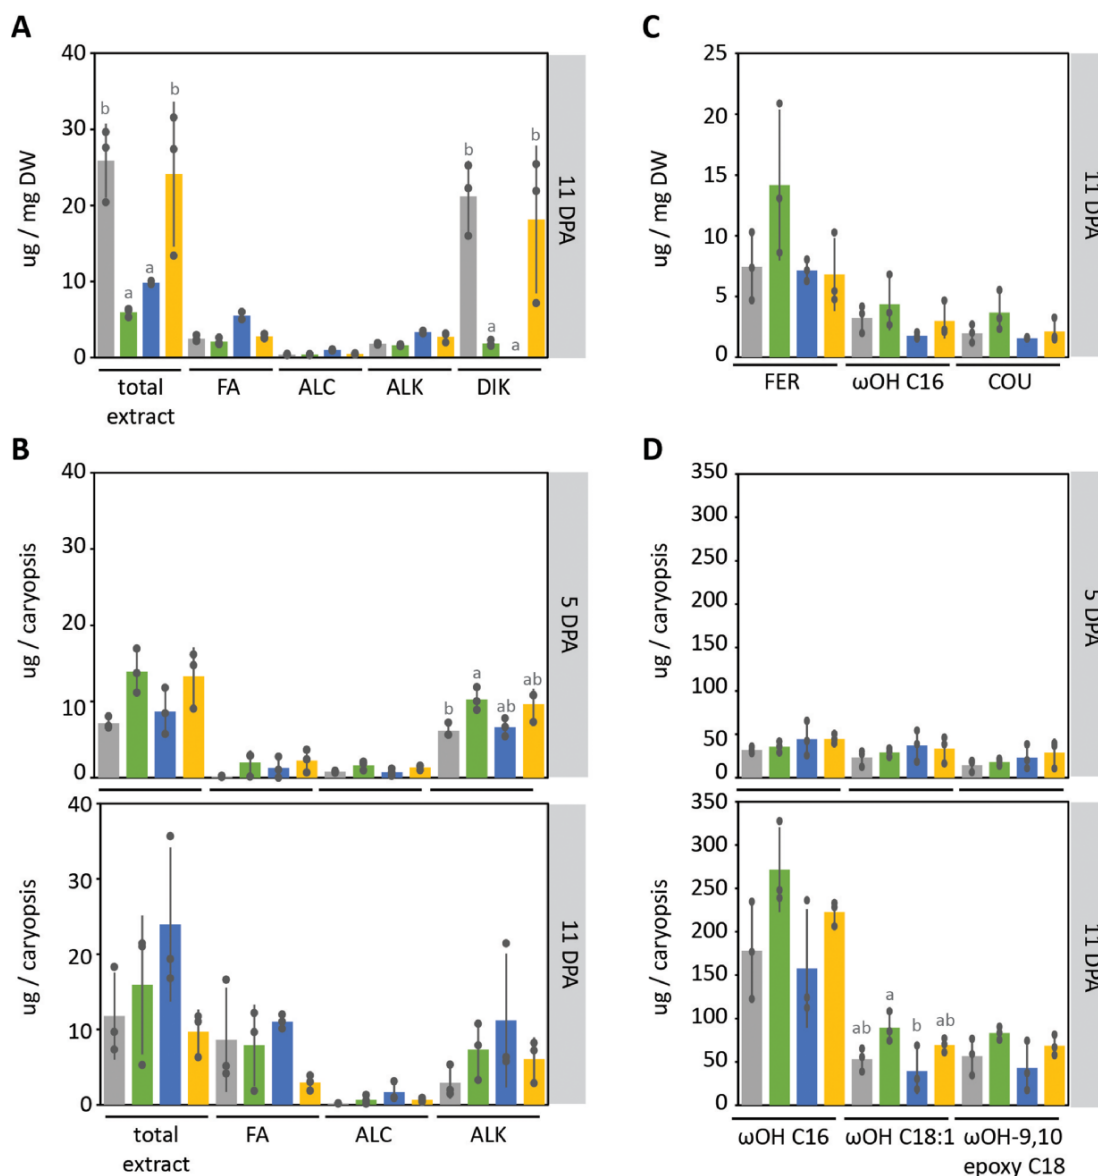 A
40
30
20
10
0
ug / mg DW
b
a
a
b
b
a
a
b
11 DPA
total
extract
FA
ALC
ALK
DIK
C
25
20
15
10
5
0
ug / mg DW
11 DPA
FER
ωOH C16
COU
B
40
30
20
10
0
ug / caryopsis
b
a
ab
ab
5 DPA
40
30
20
10
0
ug / caryopsis
11 DPA
total
extract
FA
ALC
ALK
D
350
300
250
200
150
100
50
0
ug / caryopsis
5 DPA
350
300
250
200
150
100
50
0
ug / caryopsis
ab
a
b
ab
11 DPA
ωOH C16
ωOH C18:1
ωOH-9,10
epoxy C18